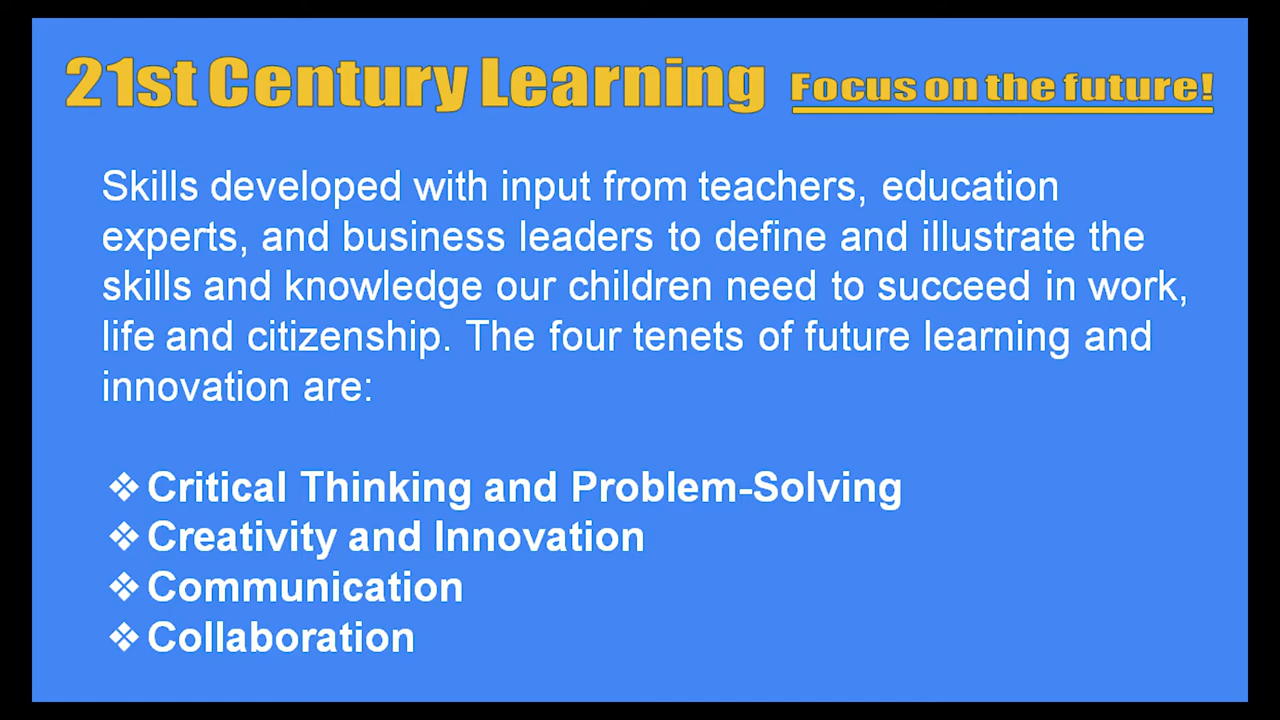 21st Century Learning Focus on the future!
Skills developed with input from teachers, education
experts, and business leaders to define and illustrate the
skills and knowledge our children need to succeed in work,
life and citizenship. The four tenets of future learning and
innovation are:
❖ Critical Thinking and Problem-Solving
❖ Creativity and Innovation
❖ Communication
❖ Collaboration